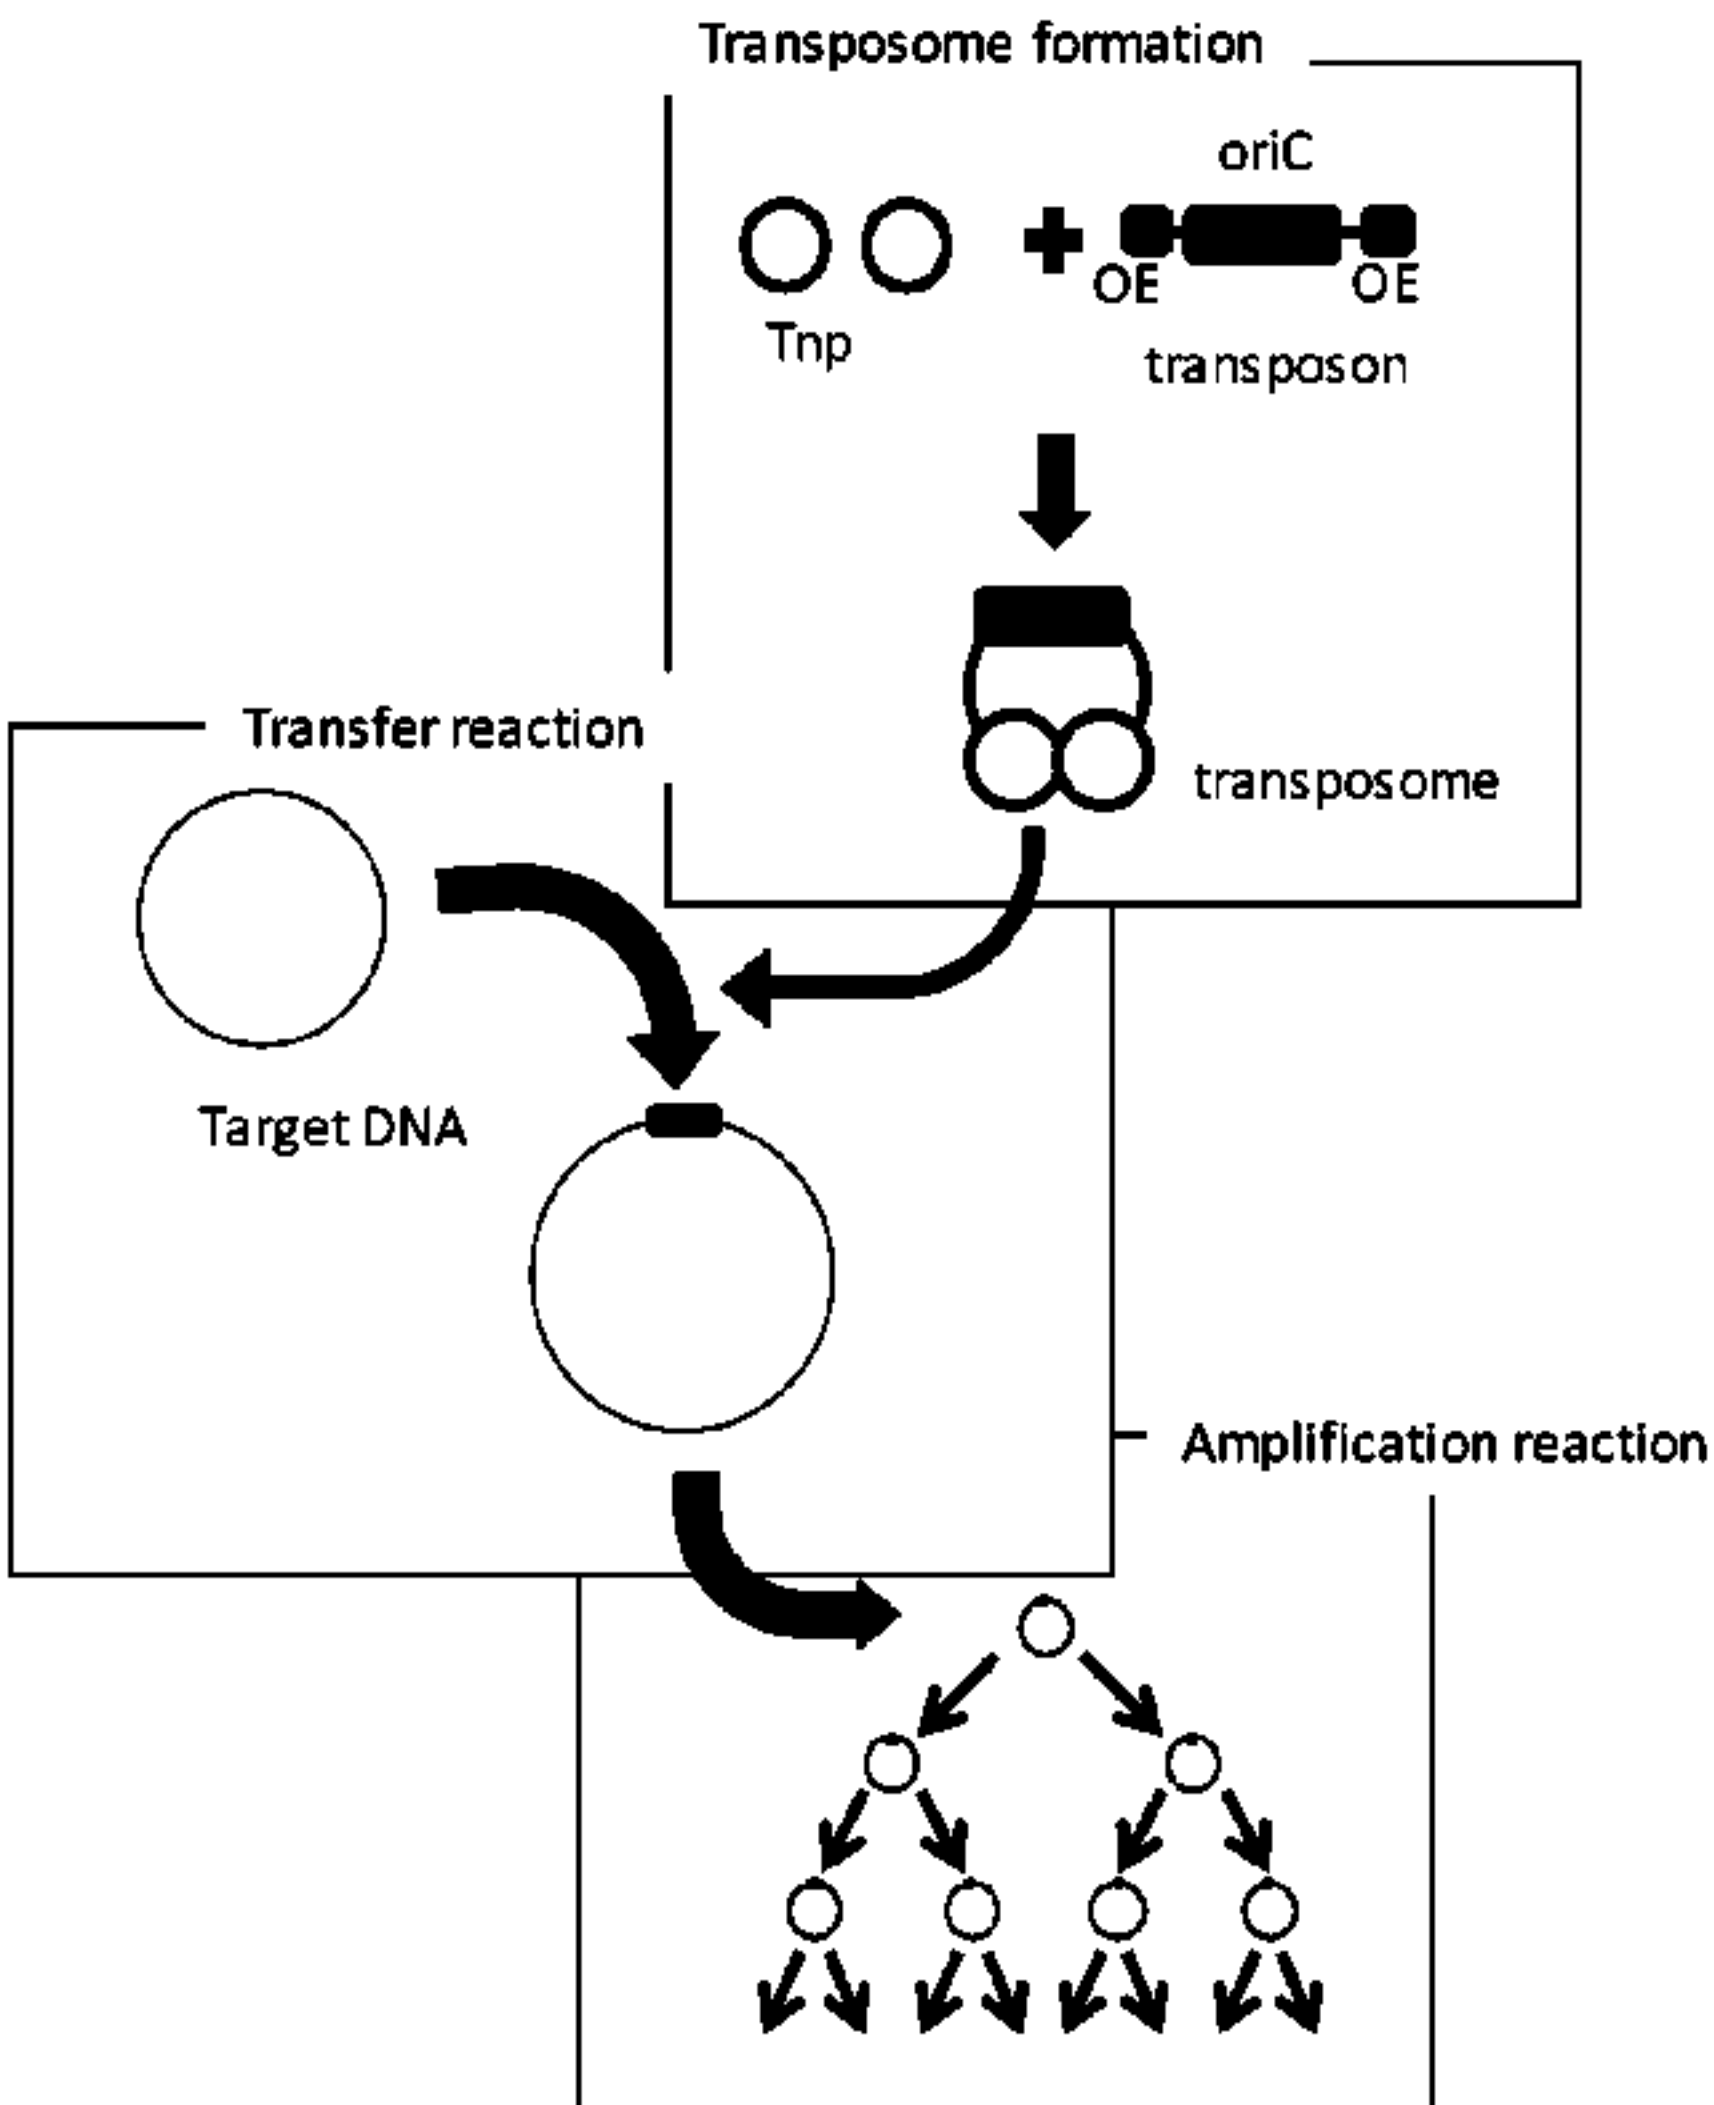 Transposome formation
oriC
OE
OE
Tnp
transposon
Transfer reaction
transposome
Target DNA
Amplification reaction